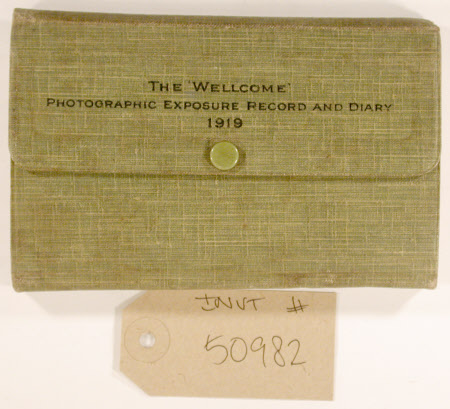 THE 'WELLCOME'
PHOTOGRAPHIC EXPOSURE RECORD AND DIARY
1919
INVT #
50982